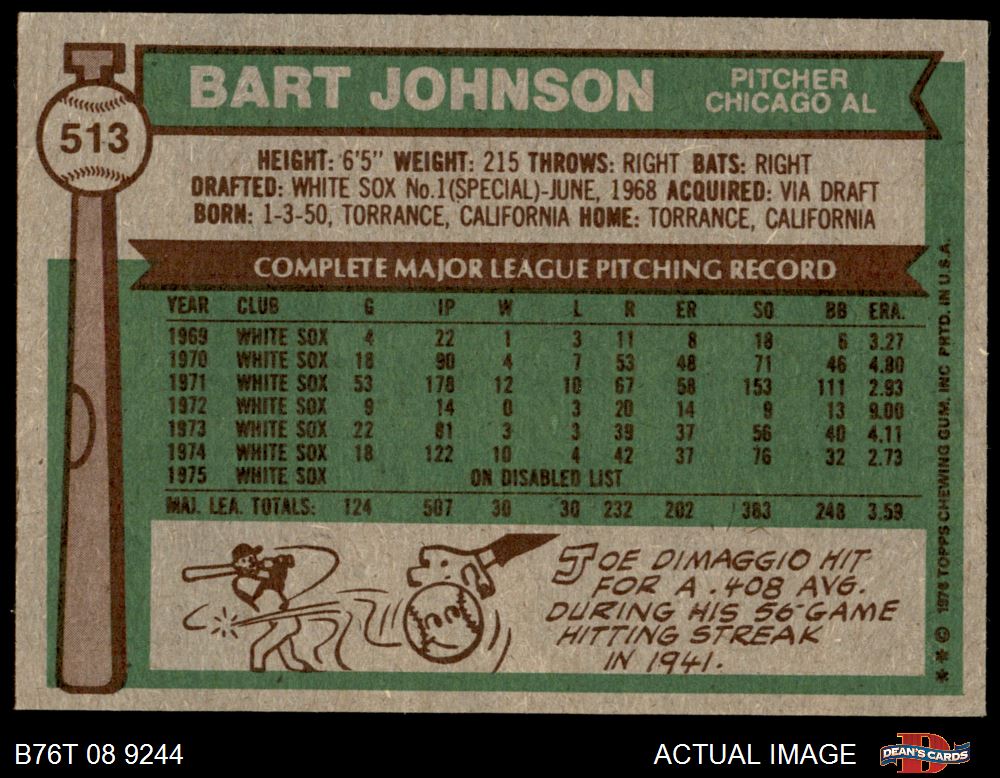 513
BART JOHNSON
PITCHER
CHICAGO AL
HEIGHT: 6'5" WEIGHT: 215 THROWS: RIGHT BATS: RIGHT
DRAFTED: WHITE SOX No.1(SPECIAL)-JUNE, 1968 ACQUIRED: VIA DRAFT
BORN: 1-3-50, TORRANCE, CALIFORNIA HOME: TORRANCE, CALIFORNIA
COMPLETE MAJOR LEAGUE PITCHING RECORD
YEAR CLUB G IP W L R ER SO BB ERA.
1969 WHITE SOX 4 22 1 3 11 8 18 6 3.27
1970 WHITE SOX 18 90 4 7 53 48 71 46 4.80
1971 WHITE SOX 53 178 12 10 67 58 153 111 2.93
1972 WHITE SOX 9 14 0 3 20 14 9 13 9.00
1973 WHITE SOX 22 81 3 3 39 37 56 40 4.11
1974 WHITE SOX 18 122 10 4 42 37 76 32 2.73
1975 WHITE SOX ON DISABLED LIST
MAJ. LEA. TOTALS: 124 507 30 30 232 202 383 248 3.59
JOE DIMAGGIO HIT
FOR A .408 AVG.
DURING HIS 56-GAME
HITTING STREAK
IN 1941.
** © 1976 TOPPS CHEWING GUM, INC PRTD. IN U.S.A.
B76T 08 9244
ACTUAL IMAGE
DEAN'S CARDS